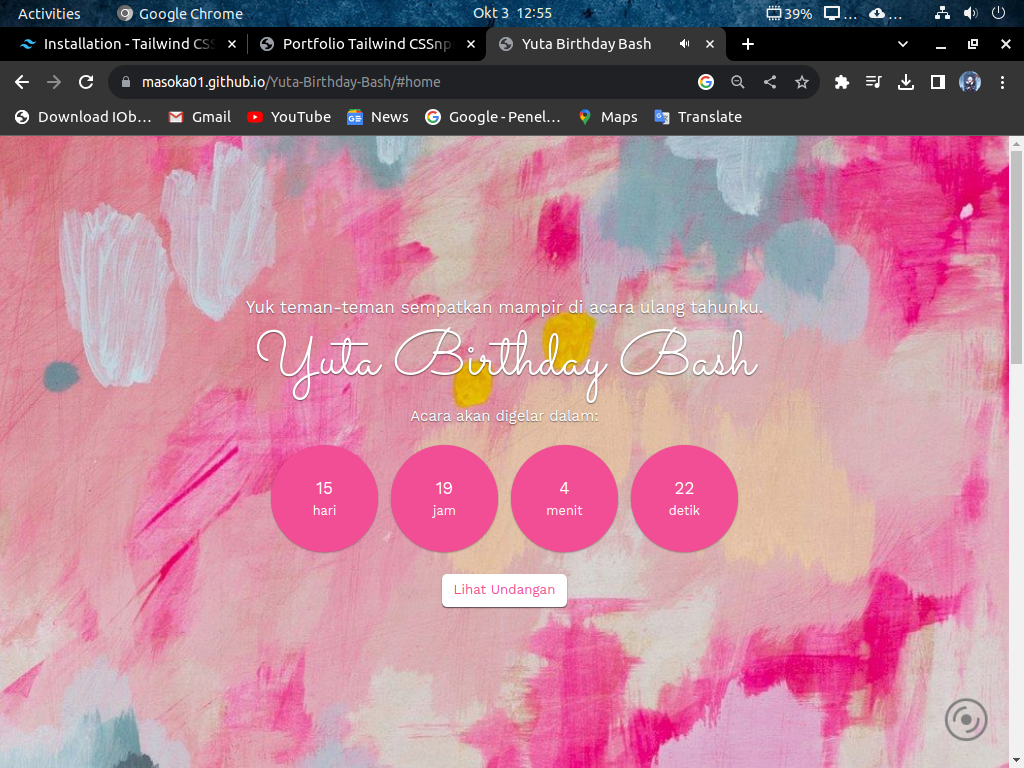 Activities Google Chrome Okt 3 12:55 39% ... ...
Installation - Tailwind CSS Portfolio Tailwind CSSnp Yuta Birthday Bash
masoka01.github.io/Yuta-Birthday-Bash/#home
Download IOb... Gmail YouTube News Google - Penel... Maps Translate
Yuk teman-teman sempatkan mampir di acara ulang tahunku.
Yuta Birthday Bash
Acara akan digelar dalam:
15 19 4 22
hari jam menit detik
Lihat Undangan